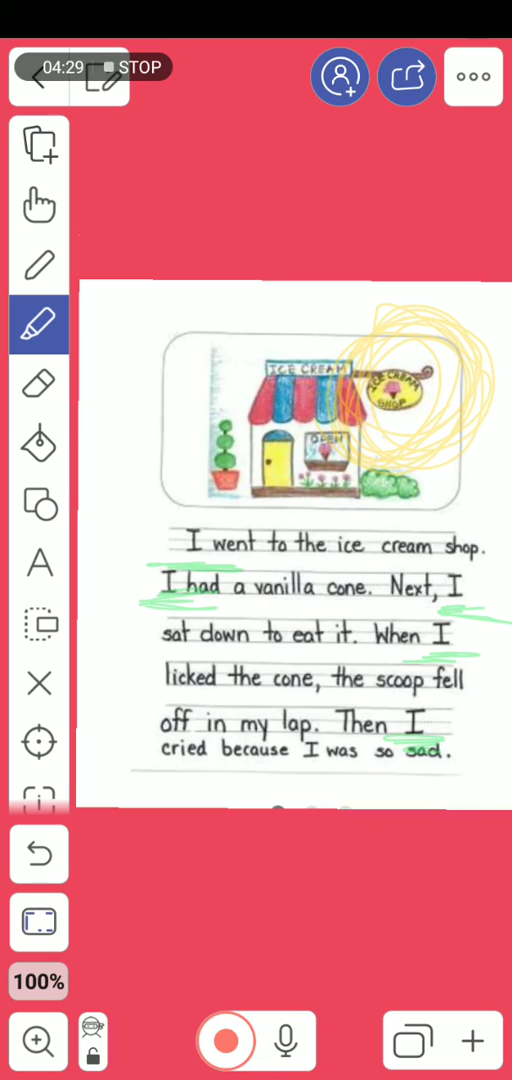 04:29 STOP
ICE CREAM
ICE CREAM
SHOP
OPEN
I went to the ice cream shop.
I had a vanilla cone. Next, I
sat down to eat it. When I
licked the cone, the scoop fell
off in my lap. Then I
cried because I was so sad.
A
100%